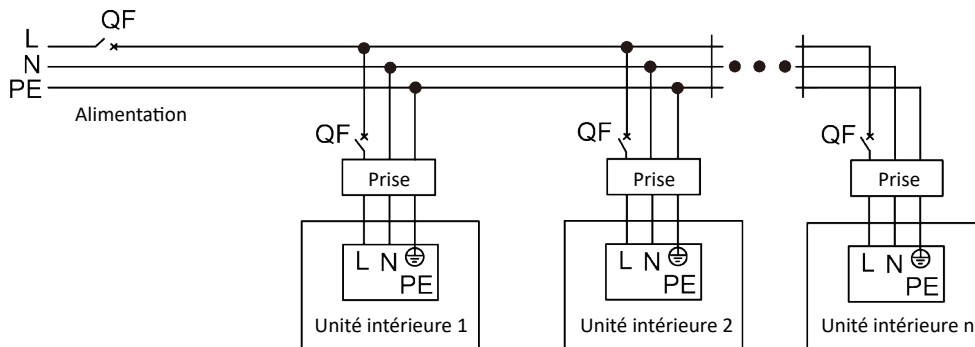 QF
L
N
PE
Alimentation
QF
QF
QF
Prise
Prise
Prise
L N
PE
L N
PE
L N
PE
Unité intérieure 1
Unité intérieure 2
Unité intérieure n